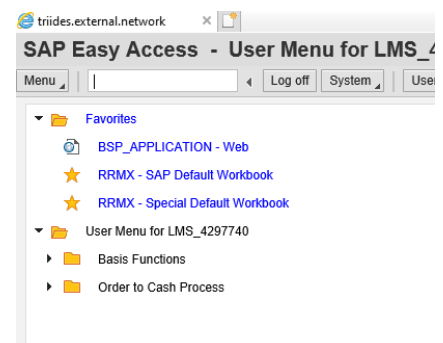 triides.external.network
SAP Easy Access - User Menu for LMS_4
Menu Log off System User
Favorites
BSP_APPLICATION - Web
RRMX - SAP Default Workbook
RRMX - Special Default Workbook
User Menu for LMS_4297740
Basis Functions
Order to Cash Process